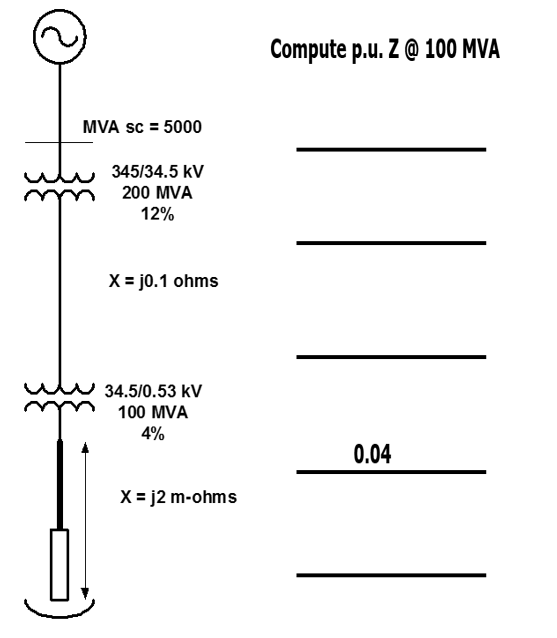 Compute p.u. Z @ 100 MVA
MVA sc = 5000
345/34.5 kV
200 MVA
12%
X = j0.1 ohms
34.5/0.53 kV
100 MVA
4%
0.04
X = j2 m-ohms